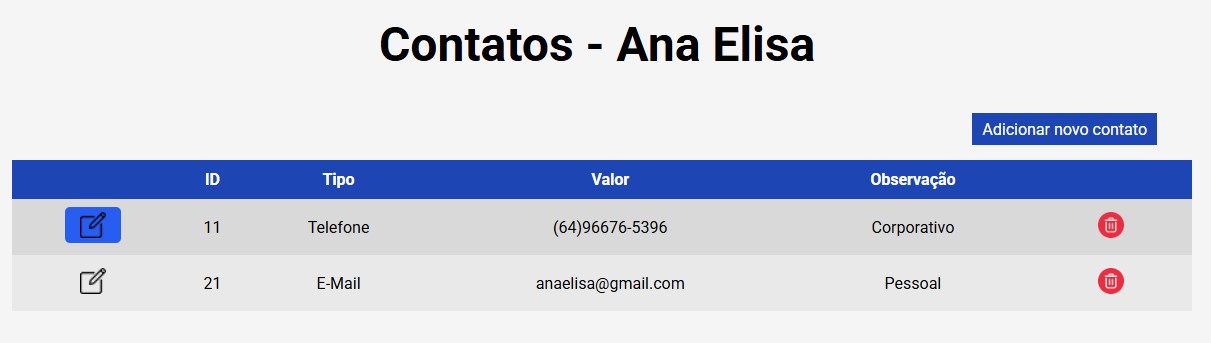 Contatos - Ana Elisa
Adicionar novo contato
ID Tipo Valor Observação
11 Telefone (64)96676-5396 Corporativo
21 E-Mail anaelisa@gmail.com Pessoal